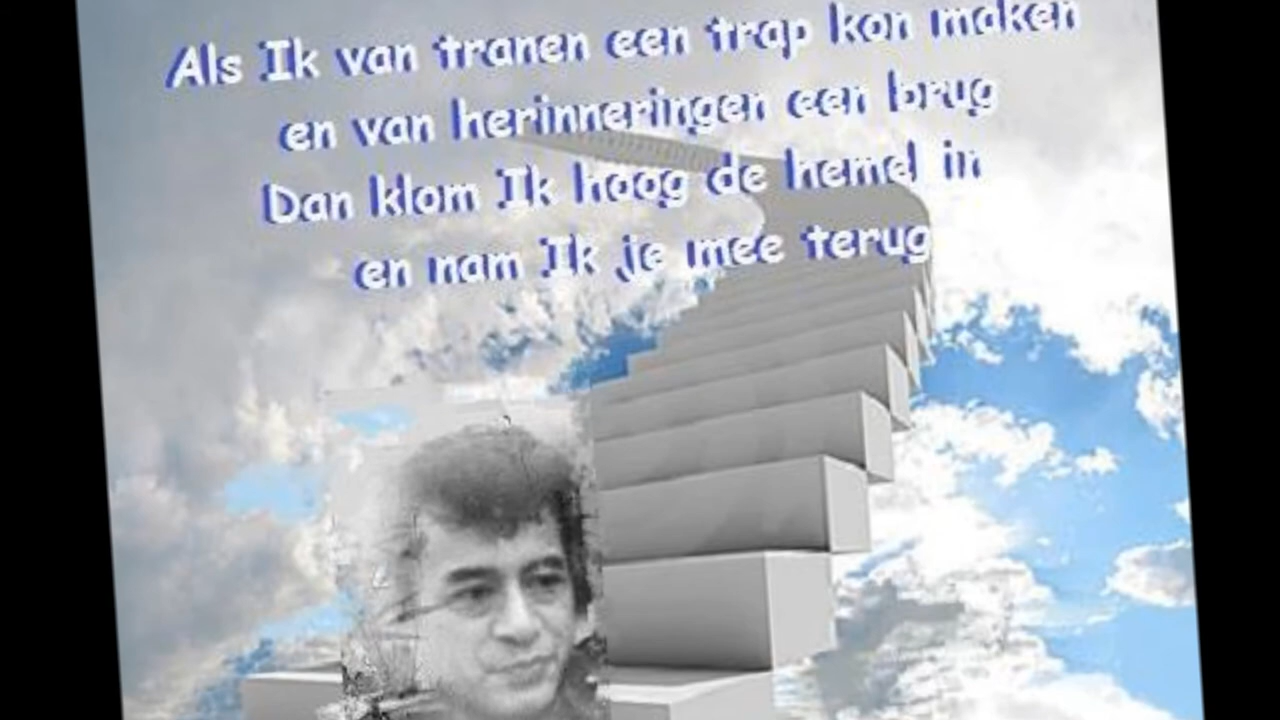 Als Ik van tranen een trap kon maken
en van herinneringen een brug
Dan klom Ik hoog de hemel in
en nam Ik je mee terug